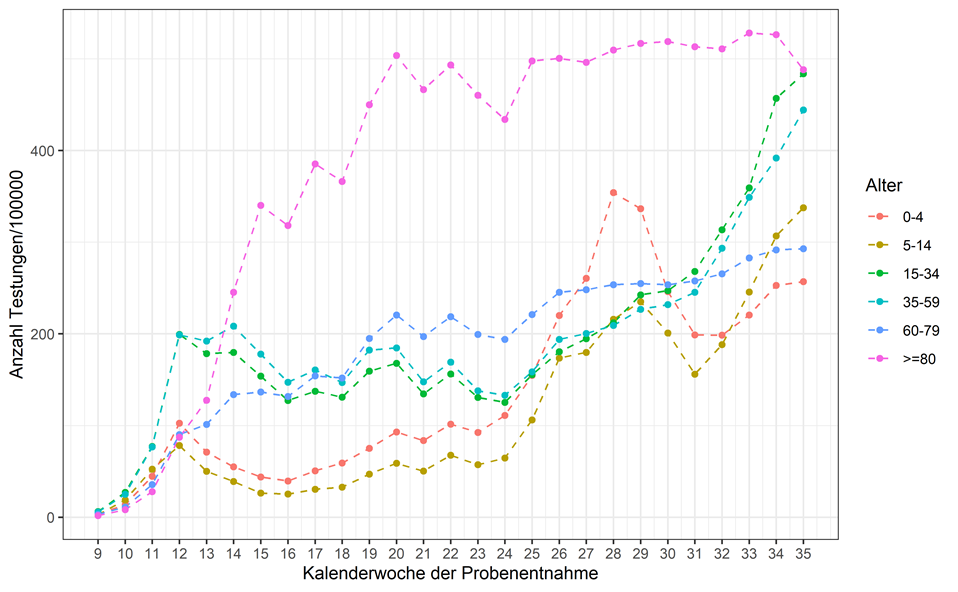 Anzahl Testungen/100000
400
200
0
9 10 11 12 13 14 15 16 17 18 19 20 21 22 23 24 25 26 27 28 29 30 31 32 33 34 35
Kalenderwoche der Probenentnahme
Alter
0-4
5-14
15-34
35-59
60-79
>=80